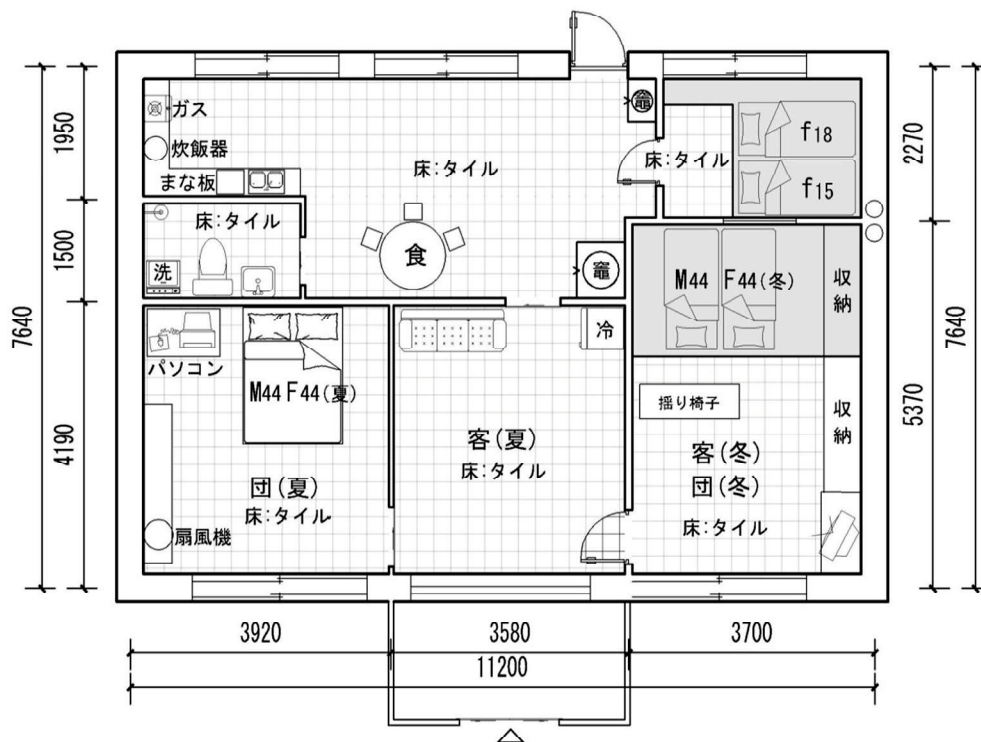 ガス
炊飯器
まな板
床:タイル
竈
床:タイル
f18
f15
床:タイル
洗
食
竈
M44
F44(冬)
収納
パソコン
M44 F44(夏)
冷
揺り椅子
収納
客(夏)
床:タイル
客(冬)
団(冬)
床:タイル
団(夏)
床:タイル
扇風機
7640
1950
1500
4190
2270
5370
7640
3920
3580
3700
11200